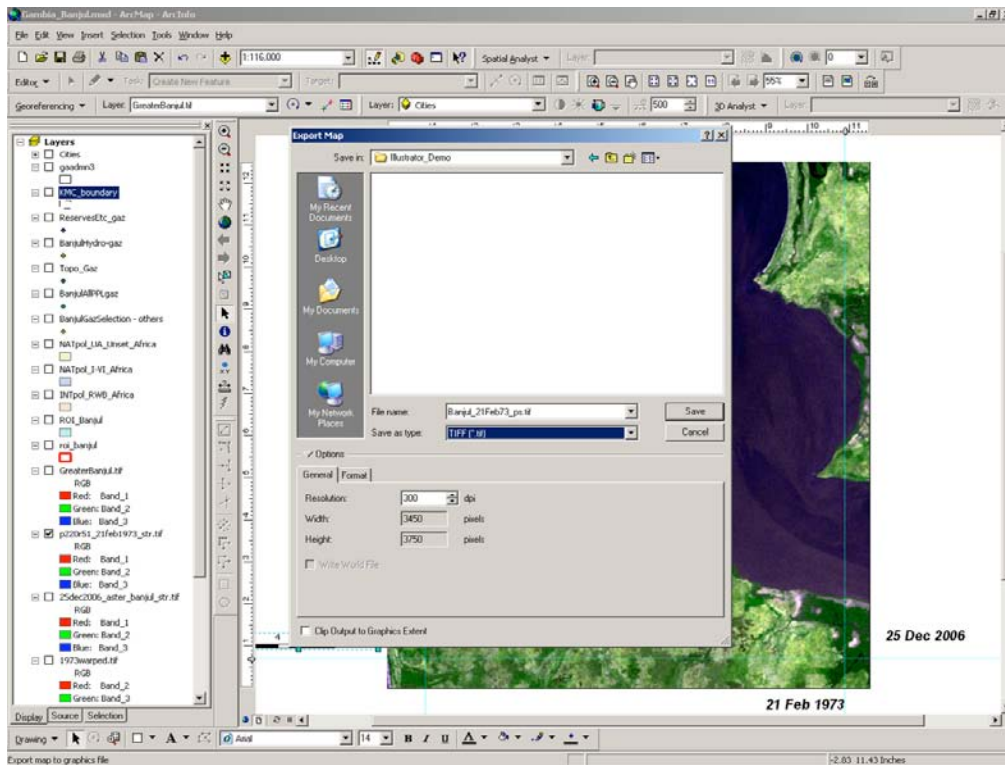 Gambia_Banjul.mxd - ArcMap - ArcInfo
File Edit View Insert Selection Tools Window Help
1:116,000
Spatial Analyst
Layer:
0
Editor
Task: Create New Feature
Target:
55%
Georeferencing
Layer: GreaterBanjul.tif
Layer: Cities
500
3D Analyst
Layer:
Layers
Cities
gaadmn3
KMC_boundary
ReservesEtc_gaz
BanjulHydro-gaz
Topo_Gaz
BanjulAllPPLgaz
BanjulGazSelection - others
NATpol_UA_Unset_Africa
NATpol_I-VI_Africa
INTpol_RWB_Africa
ROI_Banjul
roi_banjul
GreaterBanjul.tif
RGB
Red: Band_1
Green: Band_2
Blue: Band_3
p220r51_21feb1973_str.tif
RGB
Red: Band_1
Green: Band_2
Blue: Band_3
25dec2006_aster_banjul_str.tif
RGB
Red: Band_1
Green: Band_2
Blue: Band_3
1973warped.tif
RGB
Red: Band_2
Green: Band_3
Display Source Selection
Export Map
Save in: Illustrator_Demo
My Recent Documents
Desktop
My Documents
My Computer
My Network Places
File name: Banjul_21Feb73_ps.tif
Save
Save as type: TIFF (*.tif)
Cancel
Options
General Format
Resolution: 300 dpi
Width: 3450 pixels
Height: 3750 pixels
Write World File
Clip Output to Graphics Extent
25 Dec 2006
21 Feb 1973
Drawing
A
Arial
14
B I U A
Export map to graphics file
-2.83 11.43 Inches